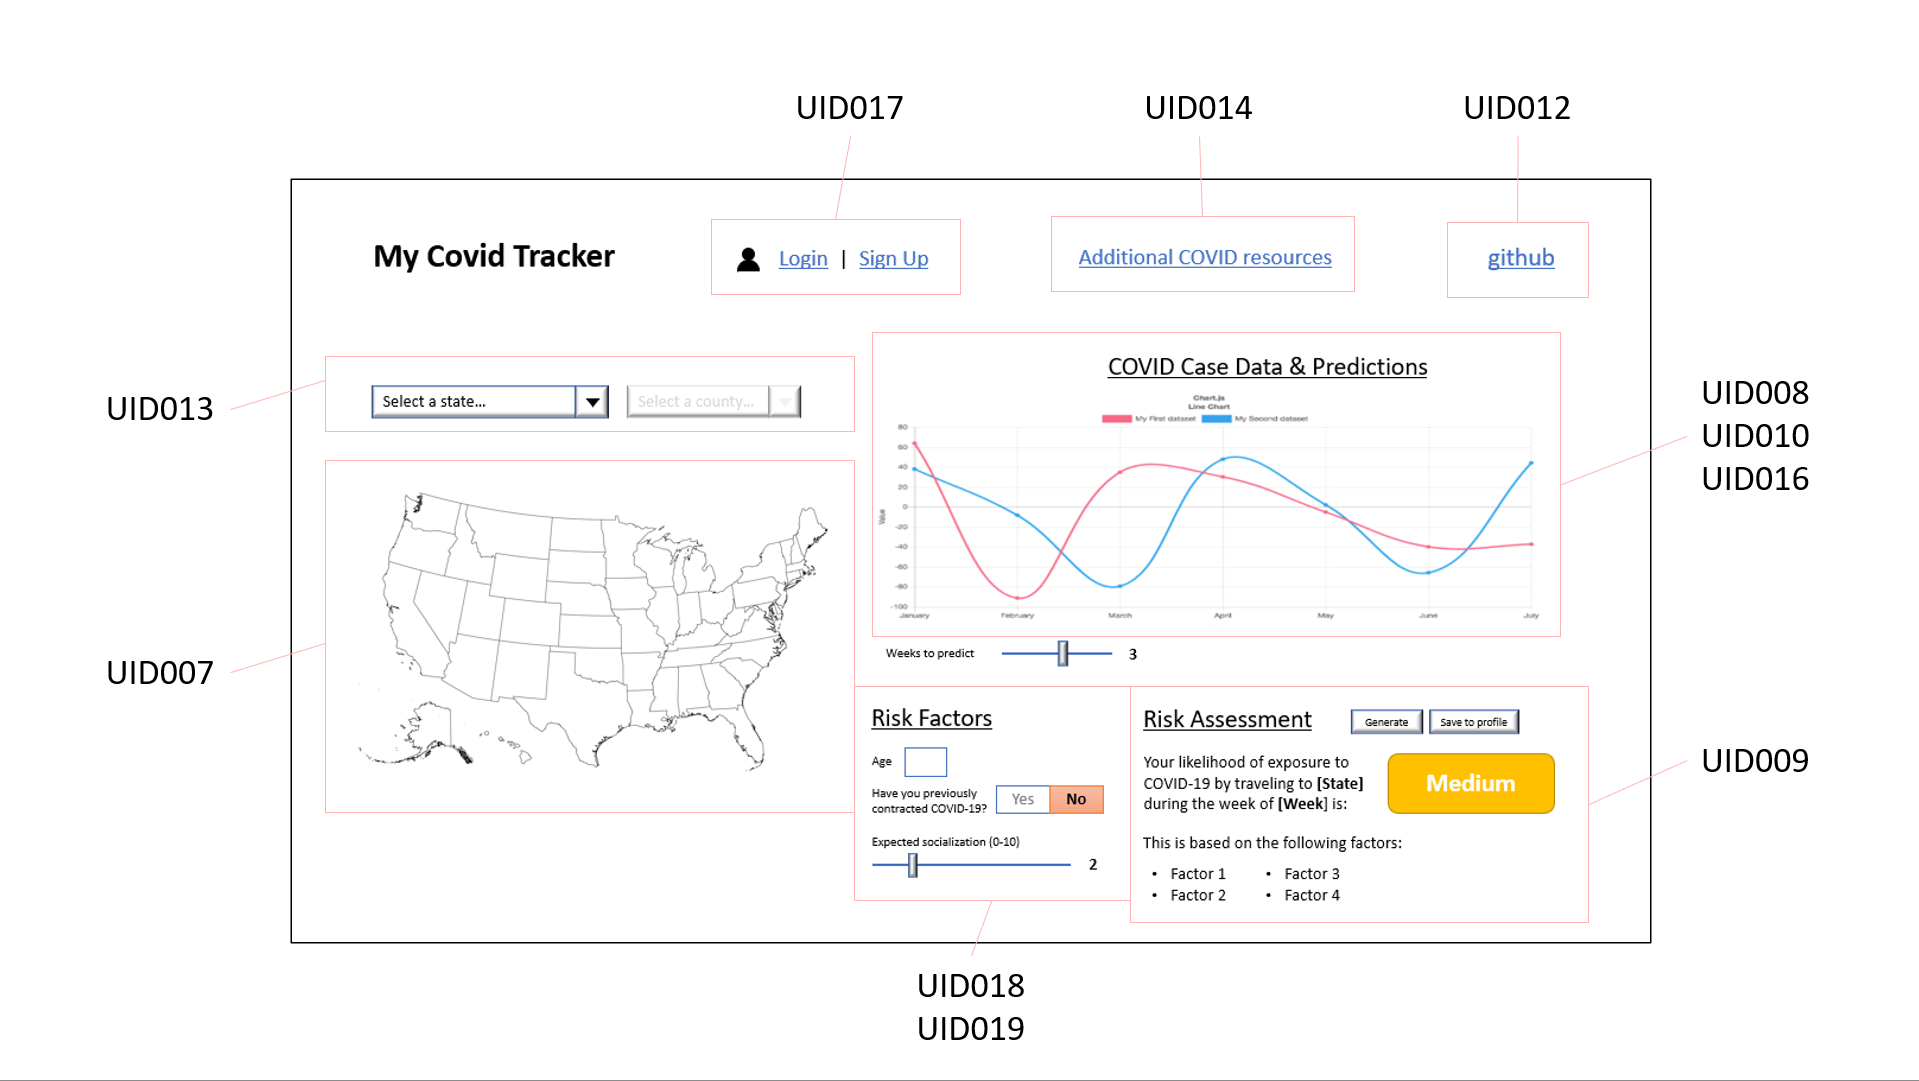 UID017
UID014
UID012
My Covid Tracker
Login | Sign Up
Additional COVID resources
github
UID013
Select a state...
Select a county...
COVID Case Data & Predictions
Chart.js
Line Chart
My First dataset
My Second dataset
Value
80
60
40
20
0
-20
-40
-60
-80
-100
January
February
March
April
May
June
July
UID008
UID010
UID016
Weeks to predict
3
UID007
Risk Factors
Age
Have you previously
contracted COVID-19?
Yes
No
Expected socialization (0-10)
2
Risk Assessment
Generate
Save to profile
Your likelihood of exposure to
COVID-19 by traveling to [State]
during the week of [Week] is:
Medium
This is based on the following factors:
• Factor 1
• Factor 2
• Factor 3
• Factor 4
UID009
UID018
UID019